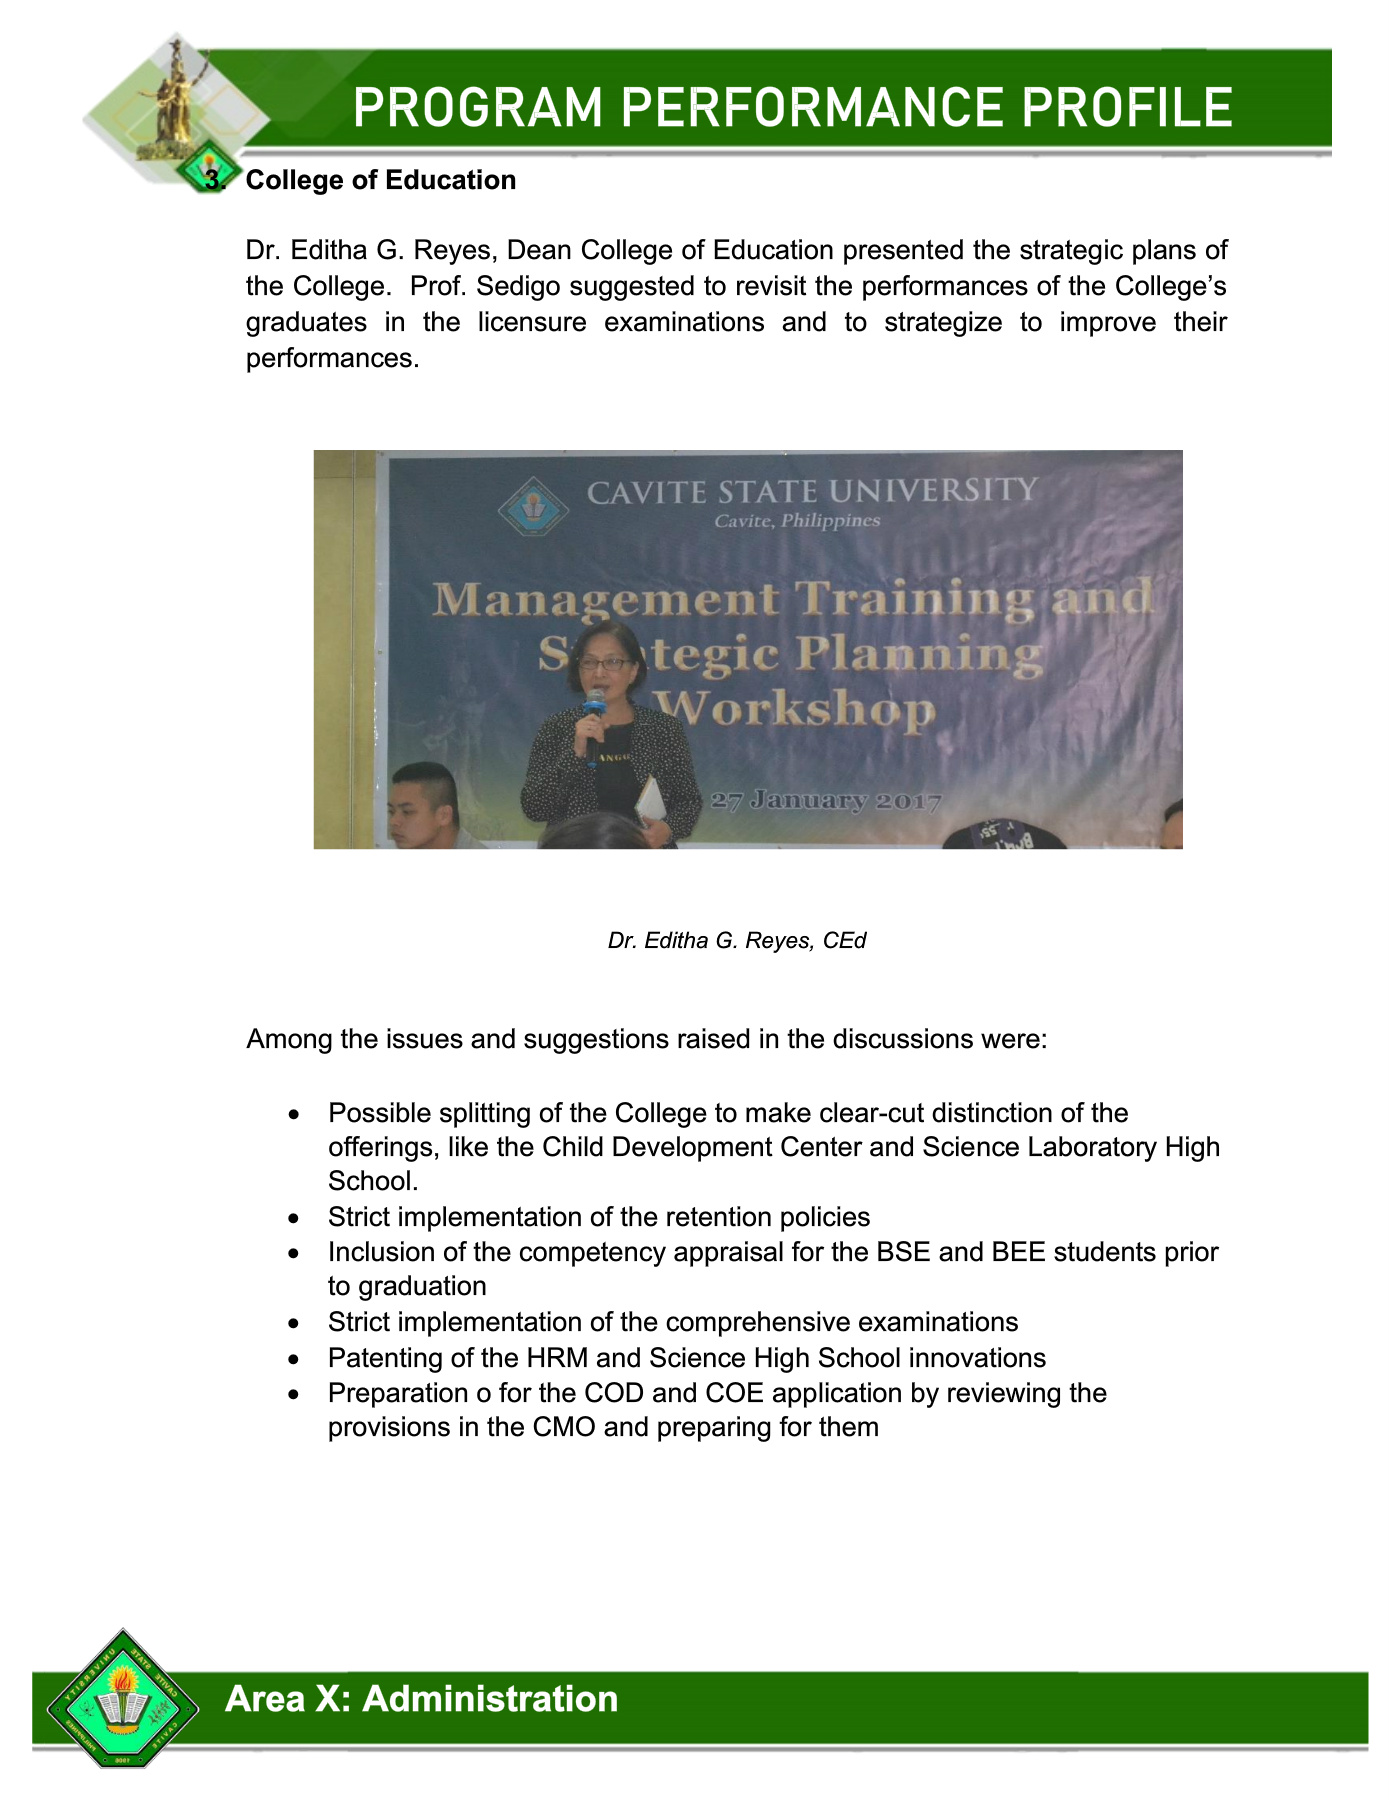 PROGRAM PERFORMANCE PROFILE
3. College of Education
Dr. Editha G. Reyes, Dean College of Education presented the strategic plans of
the College. Prof. Sedigo suggested to revisit the performances of the College’s
graduates in the licensure examinations and to strategize to improve their
performances.
CAVITE STATE UNIVERSITY
Cavite, Philippines
Management Training and
Strategic Planning
Workshop
27 January 2017
Dr. Editha G. Reyes, CEd
Among the issues and suggestions raised in the discussions were:
• Possible splitting of the College to make clear-cut distinction of the
offerings, like the Child Development Center and Science Laboratory High
School.
• Strict implementation of the retention policies
• Inclusion of the competency appraisal for the BSE and BEE students prior
to graduation
• Strict implementation of the comprehensive examinations
• Patenting of the HRM and Science High School innovations
• Preparation o for the COD and COE application by reviewing the
provisions in the CMO and preparing for them
CAVITE STATE UNIVERSITY
CAVITE PHILIPPINES
1906
Area X: Administration